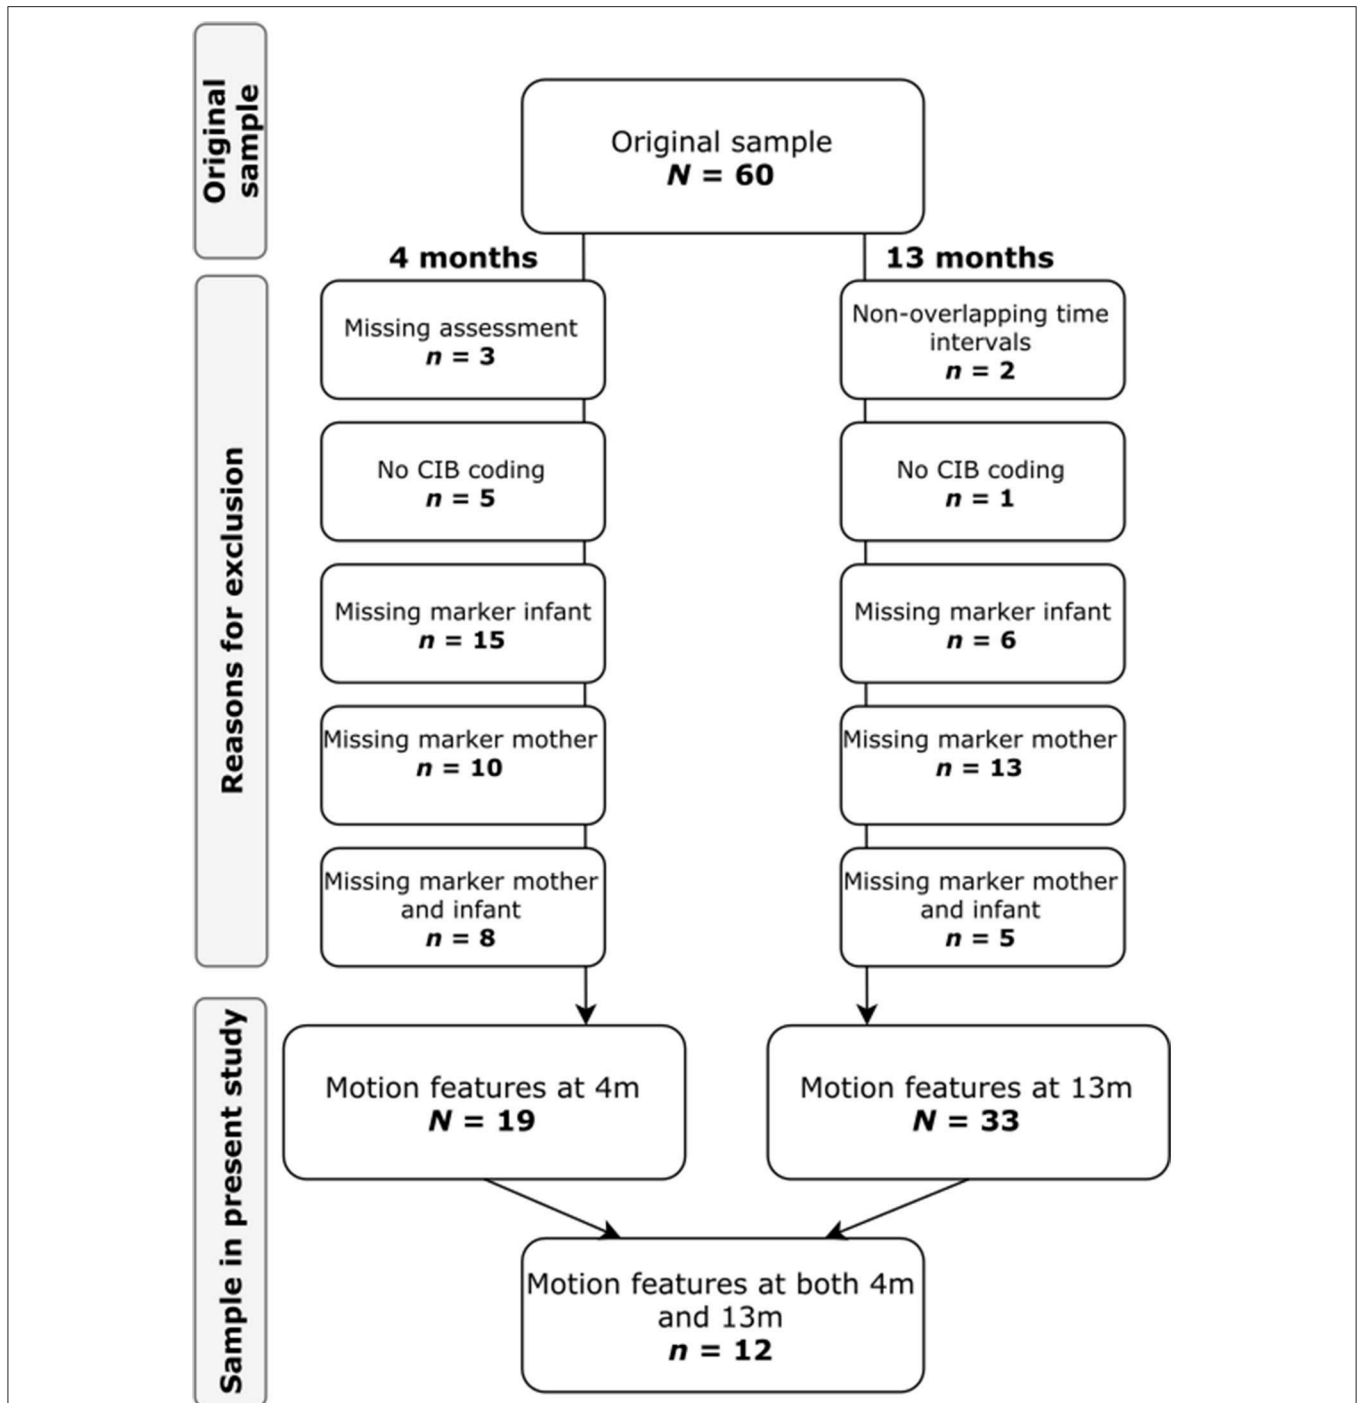 Original
sample
Original sample
N = 60
4 months
13 months
Reasons for exclusion
Missing assessment
n = 3
Non-overlapping time
intervals
n = 2
No CIB coding
n = 5
No CIB coding
n = 1
Missing marker infant
n = 15
Missing marker infant
n = 6
Missing marker mother
n = 10
Missing marker mother
n = 13
Missing marker mother
and infant
n = 8
Missing marker mother
and infant
n = 5
Sample in present study
Motion features at 4m
N = 19
Motion features at 13m
N = 33
Motion features at both 4m
and 13m
n = 12